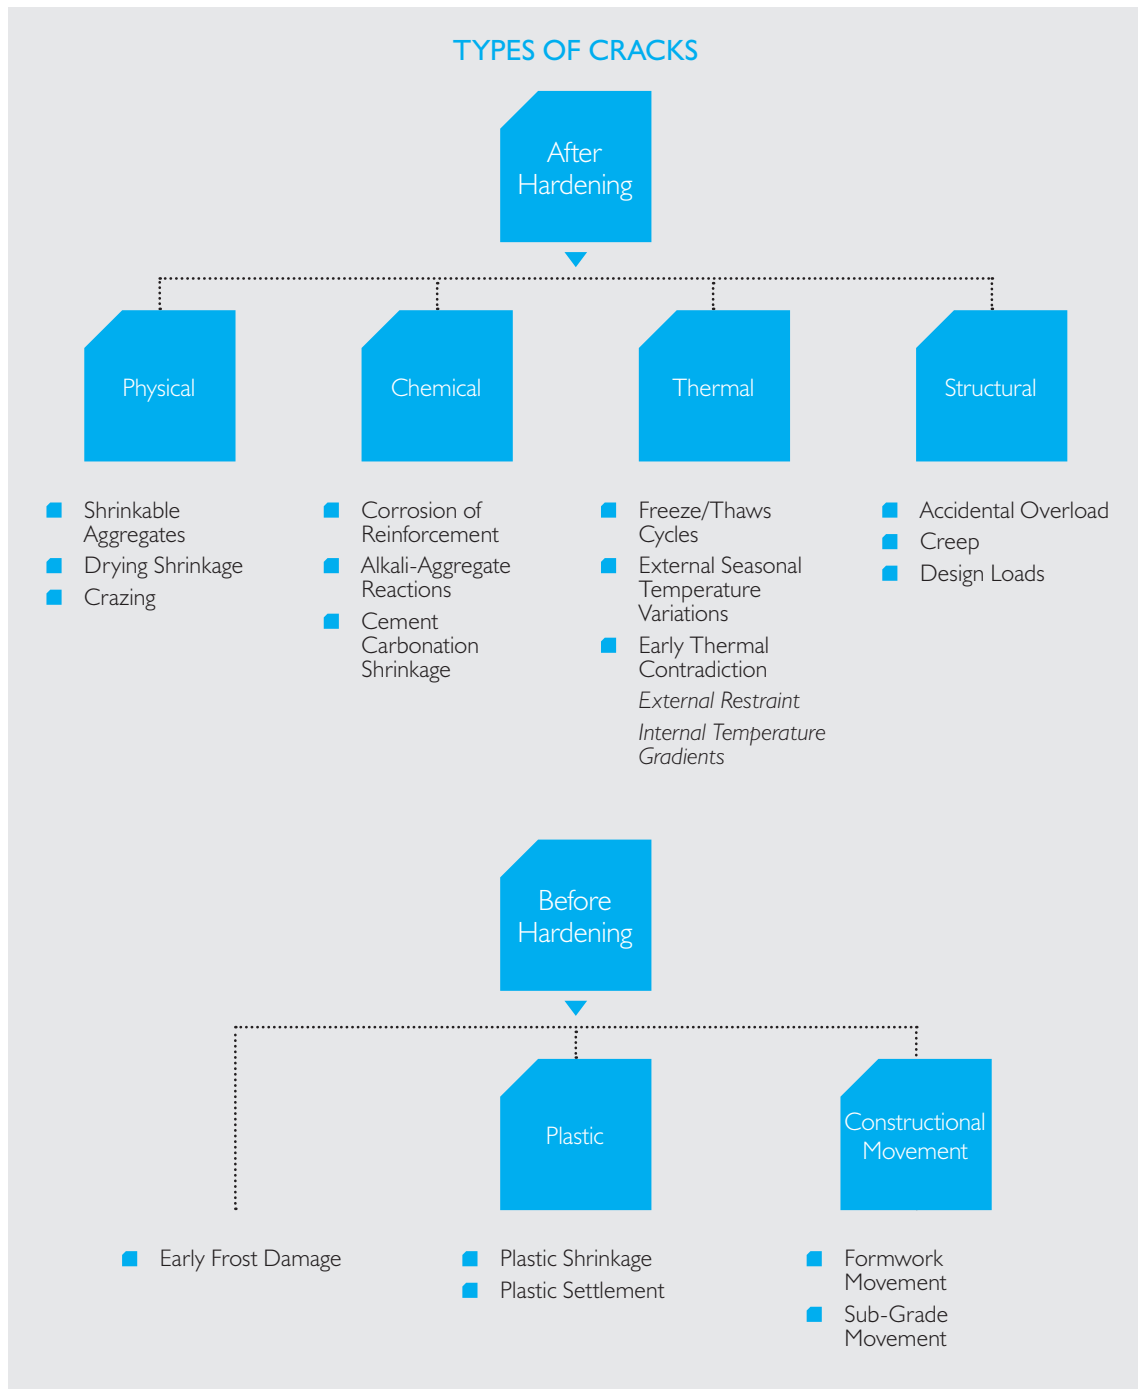 TYPES OF CRACKS
After
Hardening
Physical
Chemical
Thermal
Structural
Shrinkable
Aggregates
Drying Shrinkage
Crazing
Corrosion of
Reinforcement
Alkali-Aggregate
Reactions
Cement
Carbonation
Shrinkage
Freeze/Thaws
Cycles
External Seasonal
Temperature
Variations
Early Thermal
Contradiction
External Restraint
Internal Temperature
Gradients
Accidental Overload
Creep
Design Loads
Before
Hardening
Plastic
Constructional
Movement
Early Frost Damage
Plastic Shrinkage
Plastic Settlement
Formwork
Movement
Sub-Grade
Movement